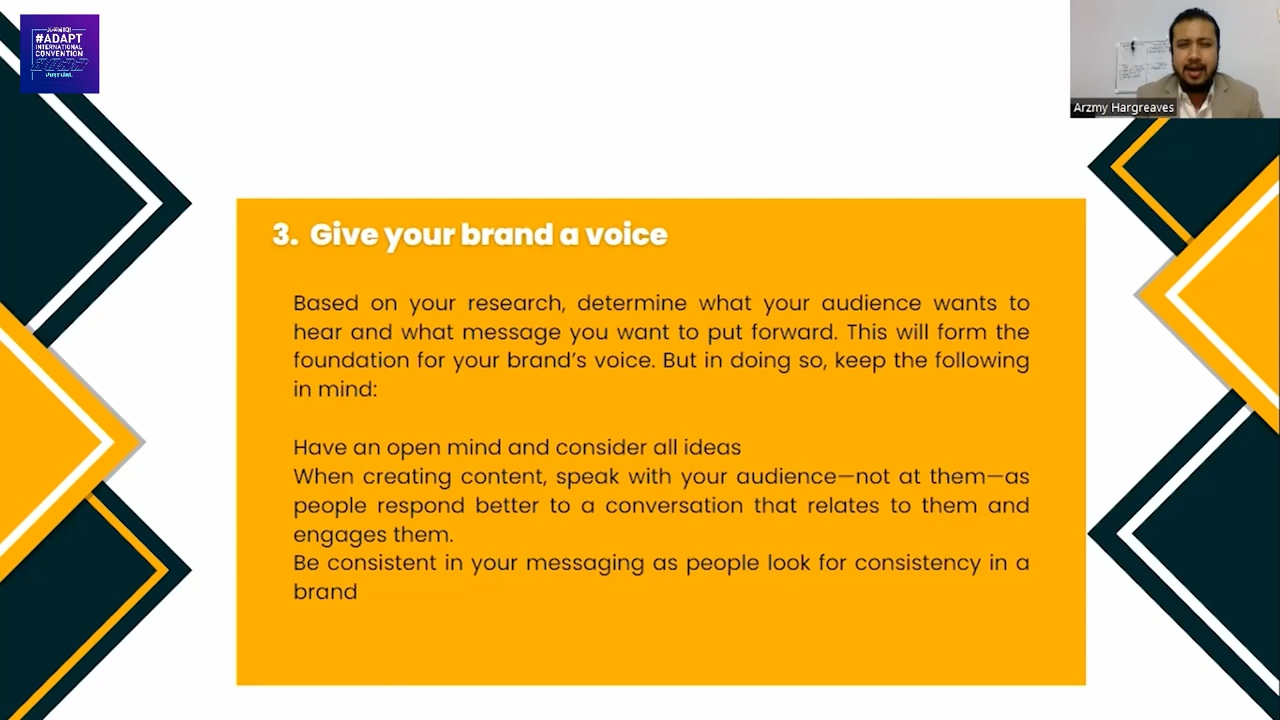 #ADAPT
INTERNATIONAL
CONVENTION
VIRTUAL
Arzmy Hargreaves
3. Give your brand a voice
Based on your research, determine what your audience wants to
hear and what message you want to put forward. This will form the
foundation for your brand’s voice. But in doing so, keep the following
in mind:
Have an open mind and consider all ideas
When creating content, speak with your audience—not at them—as
people respond better to a conversation that relates to them and
engages them.
Be consistent in your messaging as people look for consistency in a
brand